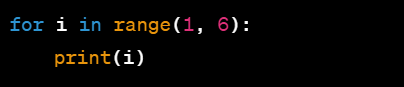 for i in range(1, 6):
    print(i)